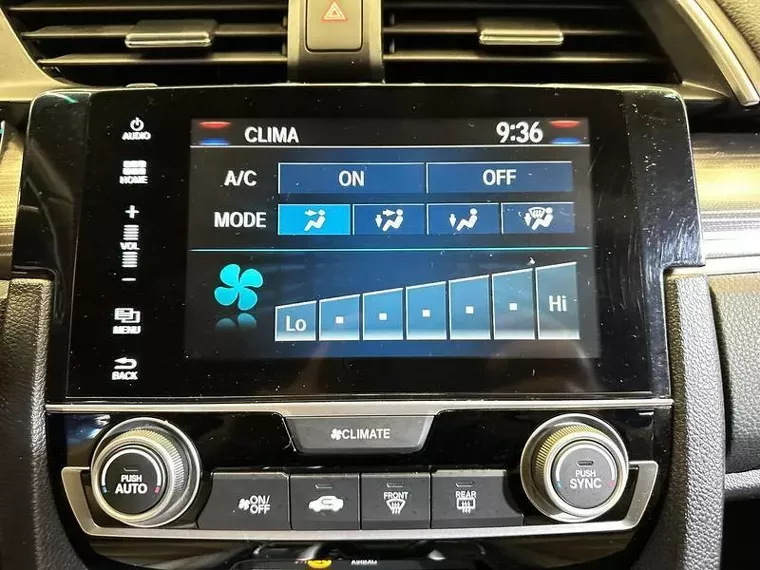 AUDIO
HOME
VOL
MENU
BACK
CLIMA 9:36
A/C ON OFF
MODE
Lo Hi
CLIMATE
PUSH
AUTO
ON/
OFF
FRONT
REAR
PUSH
SYNC